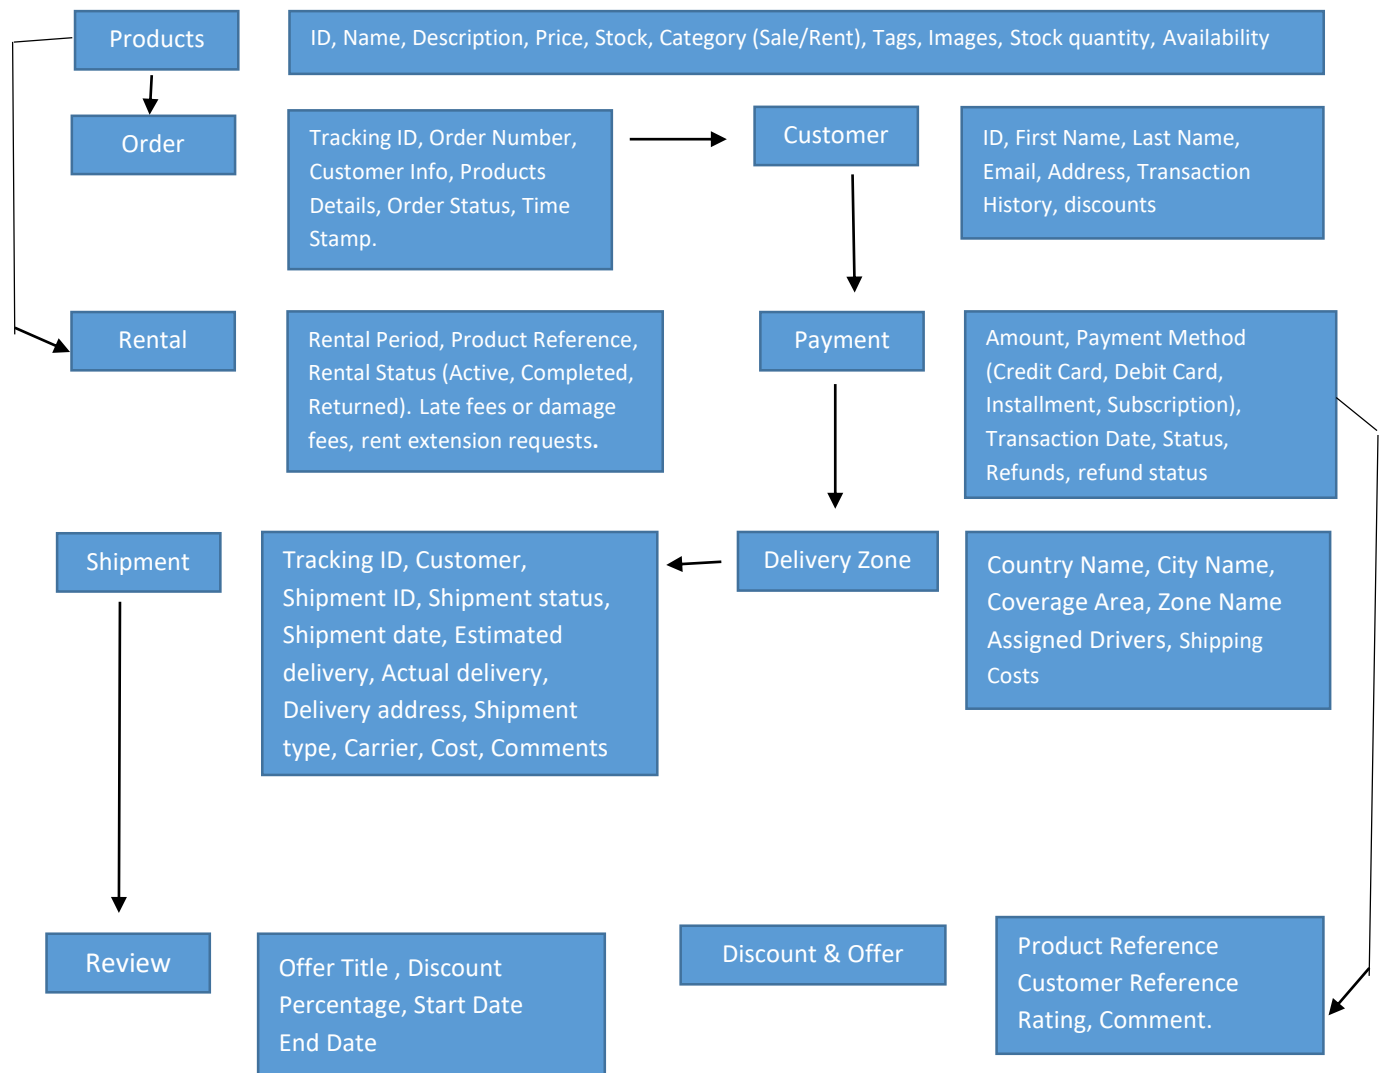 Products
ID, Name, Description, Price, Stock, Category (Sale/Rent), Tags, Images, Stock quantity, Availability
Order
Tracking ID, Order Number,
Customer Info, Products
Details, Order Status, Time
Stamp.
Customer
ID, First Name, Last Name,
Email, Address, Transaction
History, discounts
Rental
Rental Period, Product Reference,
Rental Status (Active, Completed,
Returned). Late fees or damage
fees, rent extension requests.
Payment
Amount, Payment Method
(Credit Card, Debit Card,
Installment, Subscription),
Transaction Date, Status,
Refunds, refund status
Shipment
Tracking ID, Customer,
Shipment ID, Shipment status,
Shipment date, Estimated
delivery, Actual delivery,
Delivery address, Shipment
type, Carrier, Cost, Comments
Delivery Zone
Country Name, City Name,
Coverage Area, Zone Name
Assigned Drivers, Shipping
Costs
Review
Offer Title , Discount
Percentage, Start Date
End Date
Discount & Offer
Product Reference
Customer Reference
Rating, Comment.